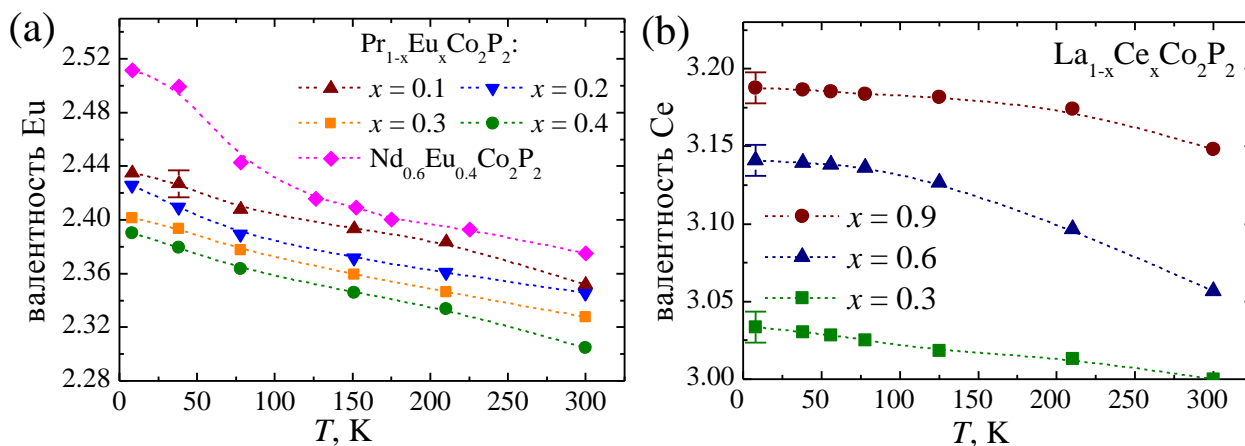 (a)
Pr1-xEuxCo2P2:
x = 0.1
x = 0.2
x = 0.3
x = 0.4
Nd0.6Eu0.4Co2P2
валентность Eu
2.52
2.48
2.44
2.40
2.36
2.32
2.28
0 50 100 150 200 250 300
T, K
(b)
La1-xCexCo2P2
x = 0.9
x = 0.6
x = 0.3
валентность Ce
3.20
3.15
3.10
3.05
3.00
0 50 100 150 200 250 300
T, K